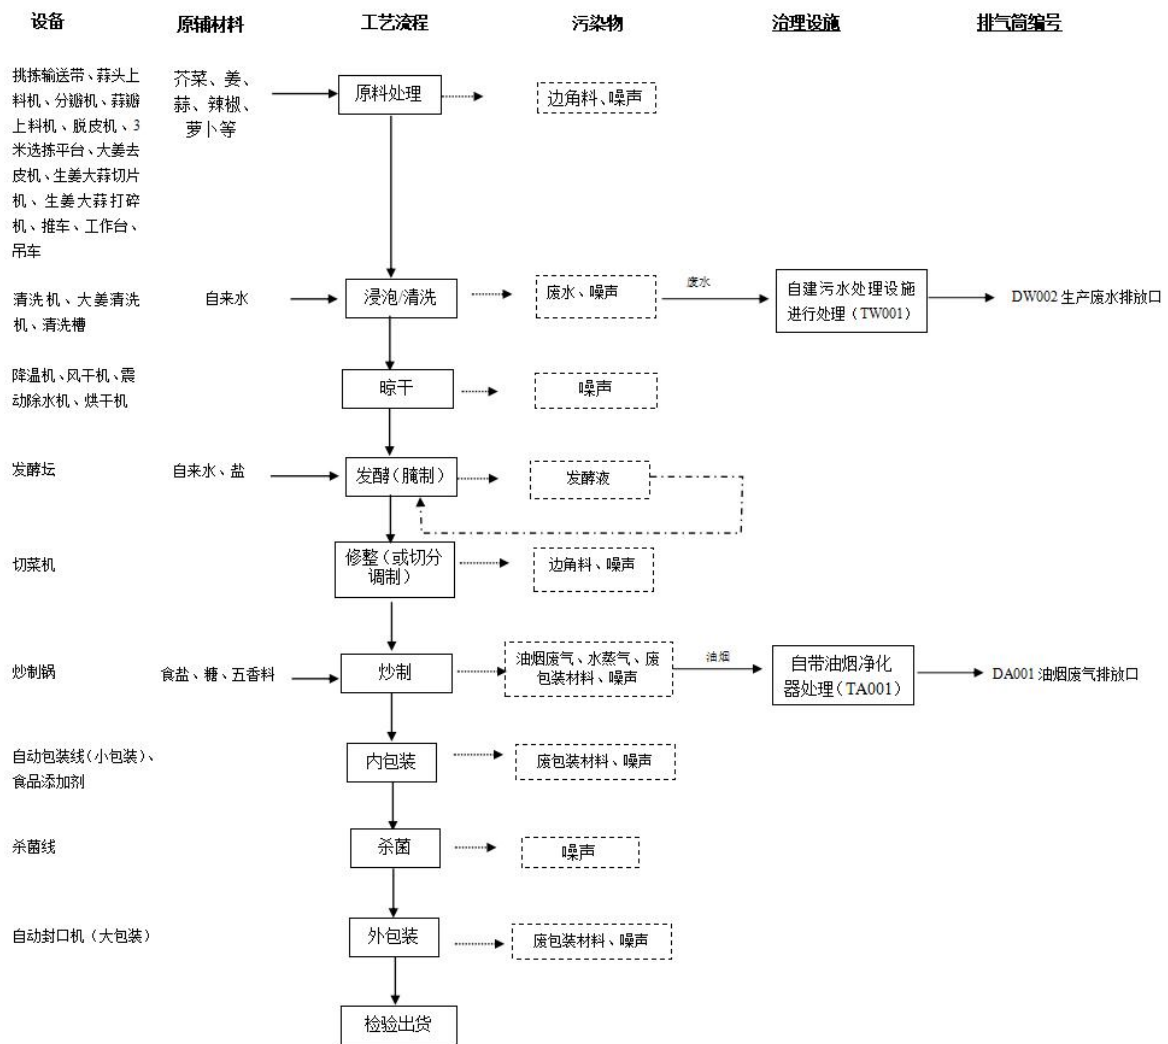 设备
原辅材料
工艺流程
污染物
治理设施
排气筒编号
挑拣输送带、蒜头上
料机、分瓣机、蒜瓣
上料机、脱皮机、3
米选拣平台、大姜去
皮机、生姜大蒜切片
机、生姜大蒜打碎
机、推车、工作台、
吊车
芥菜、姜、
蒜、辣椒、
萝卜等
原料处理
边角料、噪声
清洗机、大姜清洗
机、清洗槽
自来水
浸泡/清洗
废水、噪声
废水
自建污水处理设施
进行处理（TW001）
DW002 生产废水排放口
降温机、风干机、震
动除水机、烘干机
晾干
噪声
发酵坛
自来水、盐
发酵（腌制）
发酵液
切菜机
修整（或切分
调制）
边角料、噪声
炒制锅
食盐、糖、五香料
炒制
油烟废气、水蒸气、废
包装材料、噪声
油烟
自带油烟净化
器处理（TA001）
DA001 油烟废气排放口
自动包装线（小包装）、
食品添加剂
内包装
废包装材料、噪声
杀菌线
杀菌
噪声
自动封口机（大包装）
外包装
废包装材料、噪声
检验出货